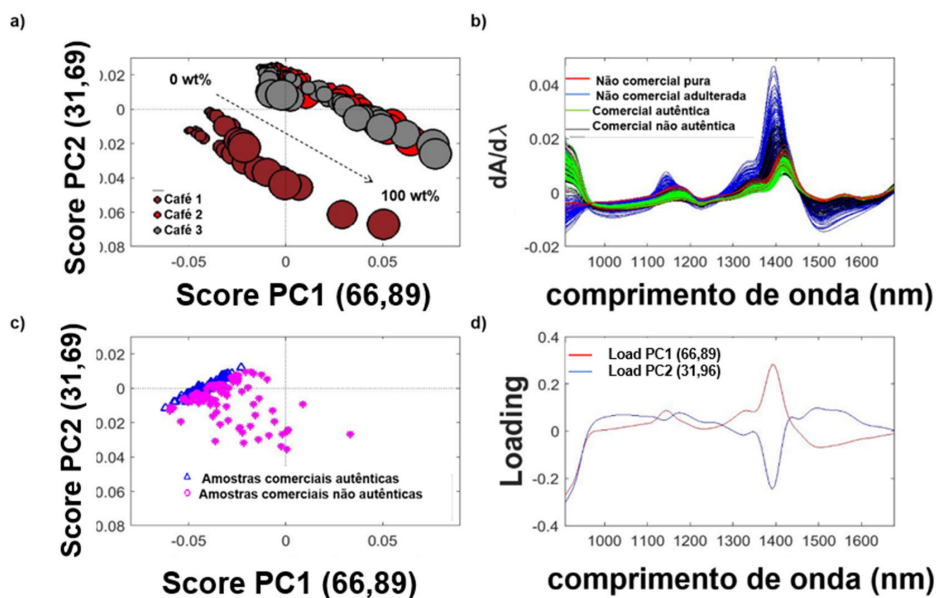 a)
Score PC2 (31,69)
0.02
0
0.02
0.04
0.06
0.08
0 wt%
100 wt%
Café 1
Café 2
Café 3
-0.05
0
0.05
Score PC1 (66,89)
b)
dA/dλ
0.04
0.02
0
-0.02
Não comercial pura
Não comercial adulterada
Comercial autêntica
Comercial não autêntica
1000
1100
1200
1300
1400
1500
1600
comprimento de onda (nm)
c)
Score PC2 (31,69)
0.02
0
0.02
0.04
0.06
0.08
Amostras comerciais autênticas
Amostras comerciais não autênticas
-0.05
0
0.05
Score PC1 (66,89)
d)
Loading
0.4
0.2
0
-0.2
-0.4
Load PC1 (66,89)
Load PC2 (31,96)
1000
1100
1200
1300
1400
1500
1600
comprimento de onda (nm)